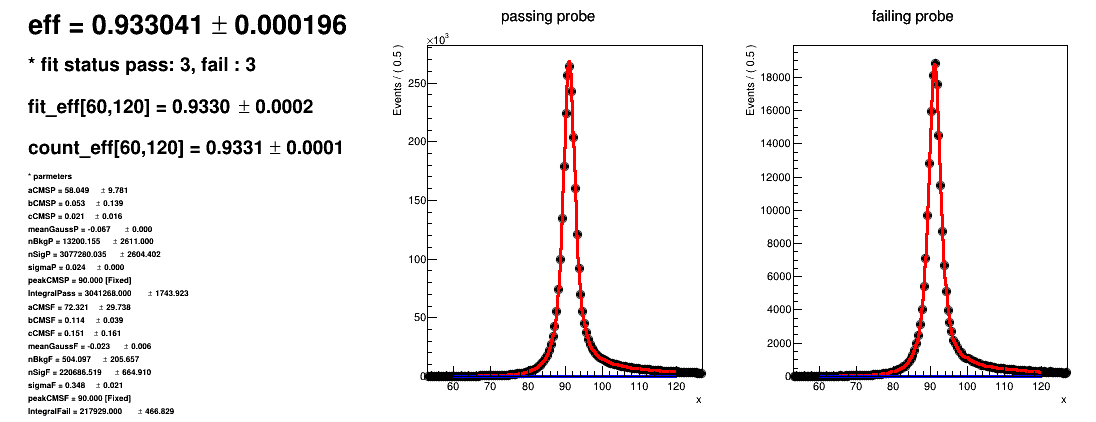 eff = 0.933041 ± 0.000196
* fit status pass: 3, fail : 3
fit_eff[60,120] = 0.9330 ± 0.0002
count_eff[60,120] = 0.9331 ± 0.0001
* parmeters
aCMSP = 58.049 ± 9.781
bCMSP = 0.053 ± 0.139
cCMSP = 0.021 ± 0.016
meanGaussP = -0.067 ± 0.000
nBkgP = 13200.155 ± 2611.000
nSigP = 3077280.035 ± 2604.402
sigmaP = 0.024 ± 0.000
peakCMSP = 90.000 [Fixed]
IntegralPass = 3041268.000 ± 1743.923
aCMSF = 72.321 ± 29.738
bCMSF = 0.114 ± 0.039
cCMSF = 0.151 ± 0.161
meanGaussF = -0.023 ± 0.006
nBkgF = 504.097 ± 205.657
nSigF = 220686.519 ± 664.910
sigmaF = 0.348 ± 0.021
peakCMSF = 90.000 [Fixed]
IntegralFail = 217929.000 ± 466.829
passing probe
×10³
Events / ( 0.5 )
250
200
150
100
50
0
60 70 80 90 100 110 120
x
failing probe
Events / ( 0.5 )
18000
16000
14000
12000
10000
8000
6000
4000
2000
0
60 70 80 90 100 110 120
x